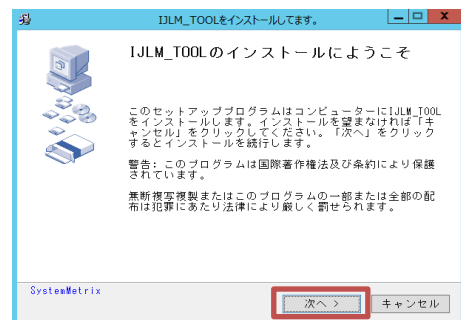 IJLM_TOOLをインストールしてます。
IJLM_TOOLのインストールにようこそ
このセットアッププログラムはコンピューターにIJLM_TOOL
をインストールします。インストールを望まなければ「キ
ャンセル」をクリックしてください。「次へ」をクリック
するとインストールを続行します。
警告: このプログラムは国際著作権法及び条約により保護
されています。
無断複写複製またはこのプログラムの一部または全部の配
布は犯罪にあたり法律により厳しく罰せられます。
SystemMetrix
次へ > キャンセル